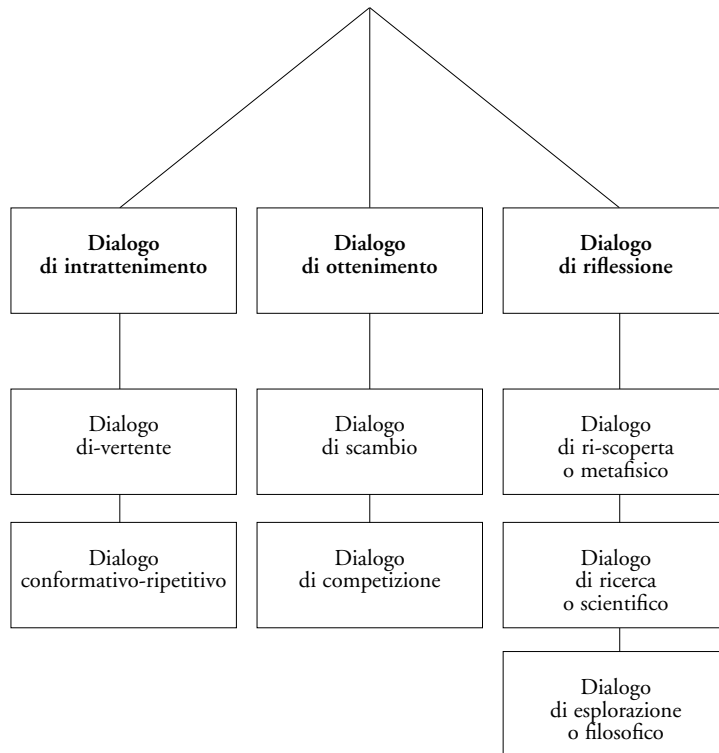 Dialogo
di intrattenimento
Dialogo
di ottenimento
Dialogo
di riflessione
Dialogo
di-vertente
Dialogo
di scambio
Dialogo
di ri-scoperta
o metafisico
Dialogo
conformativo-ripetitivo
Dialogo
di competizione
Dialogo
di ricerca
o scientifico
Dialogo
di esplorazione
o filosofico